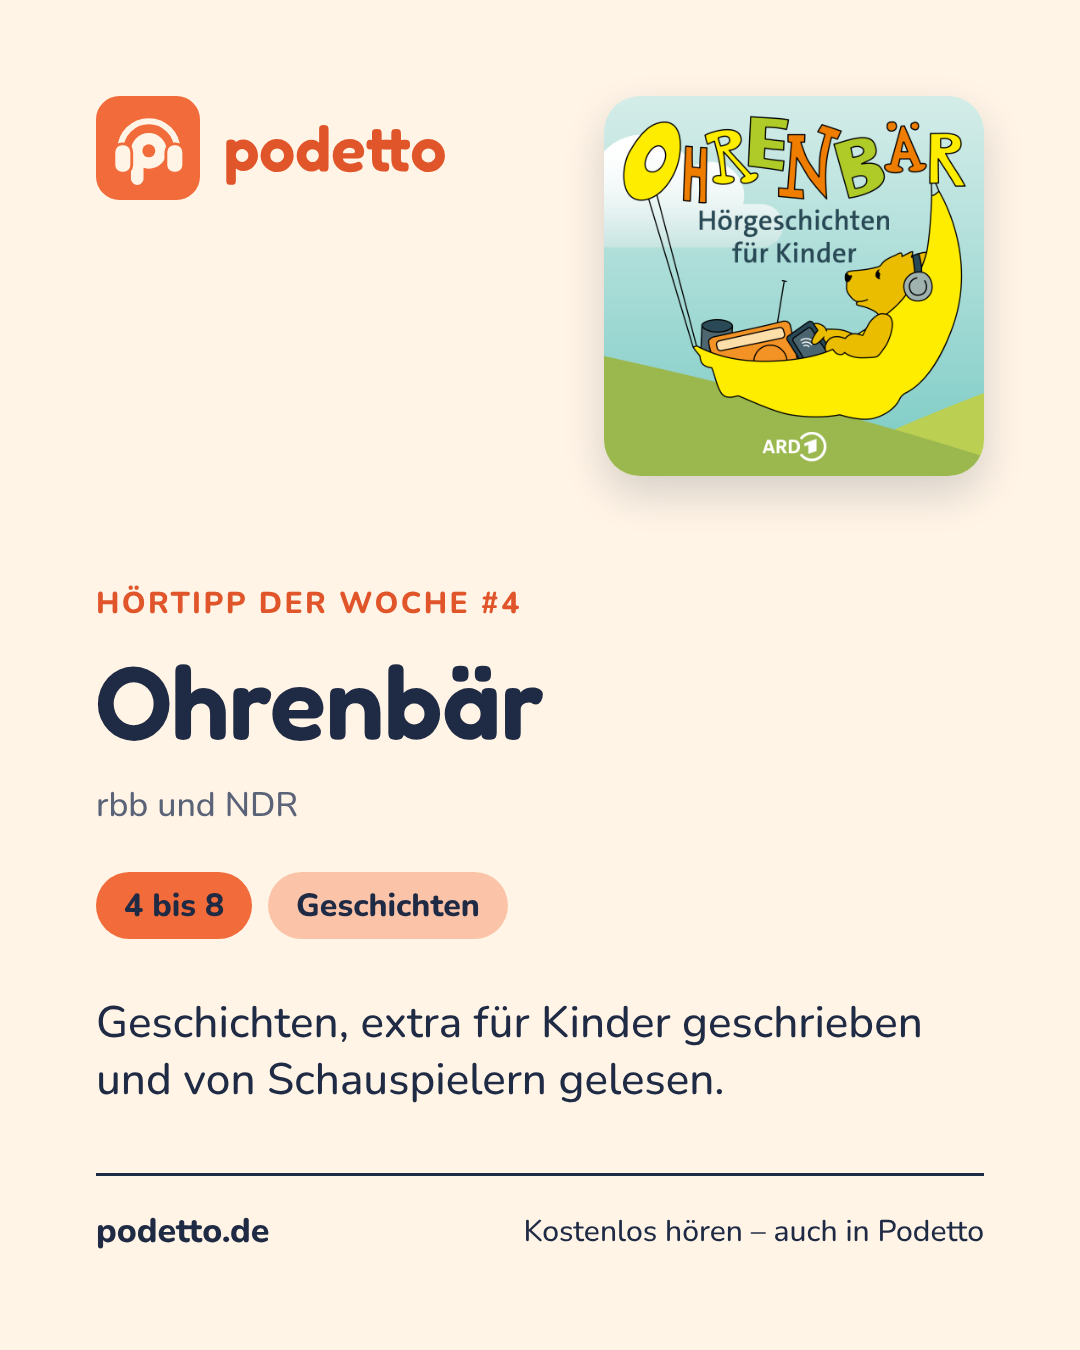 podetto
OHRENBÄR
Hörgeschichten
für Kinder
ARD 1
HÖRTIPP DER WOCHE #4
Ohrenbär
rbb und NDR
4 bis 8
Geschichten
Geschichten, extra für Kinder geschrieben
und von Schauspielern gelesen.
podetto.de
Kostenlos hören – auch in Podetto